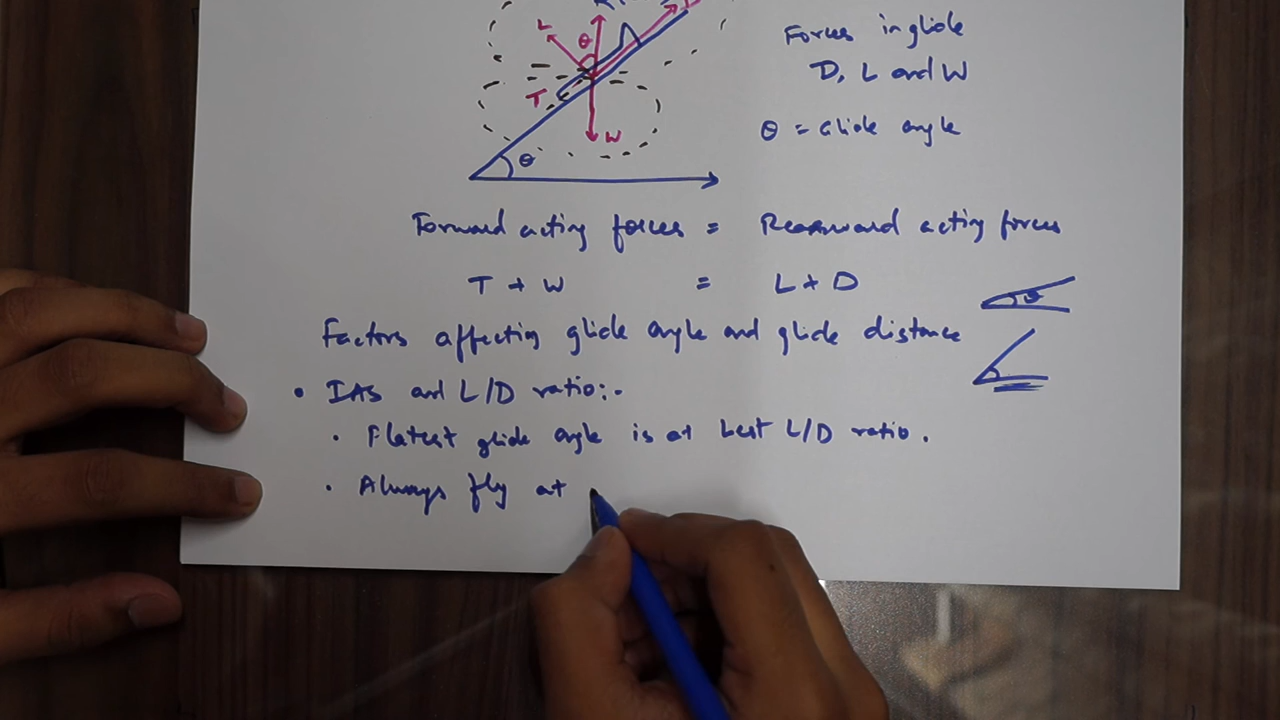 L
θ
T
W
θ
Forces in glide
D, L and W
θ = Glide angle
Forward acting forces = Rearward acting forces
T + W = L + D
θ
Factors affecting glide angle and glide distance
• IAS and L/D ratio:-
• Flatest glide angle is at best L/D ratio.
• Always fly at